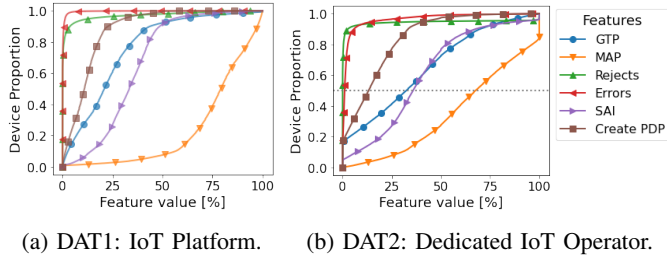 1.0
0.8
0.6
0.4
0.2
0.0
Device Proportion
0 25 50 75 100
Feature value [%]
(a) DAT1: IoT Platform.
1.0
0.8
0.6
0.4
0.2
0.0
Device Proportion
0 25 50 75 100
Feature value [%]
(b) DAT2: Dedicated IoT Operator.
Features
GTP
MAP
Rejects
Errors
SAI
Create PDP